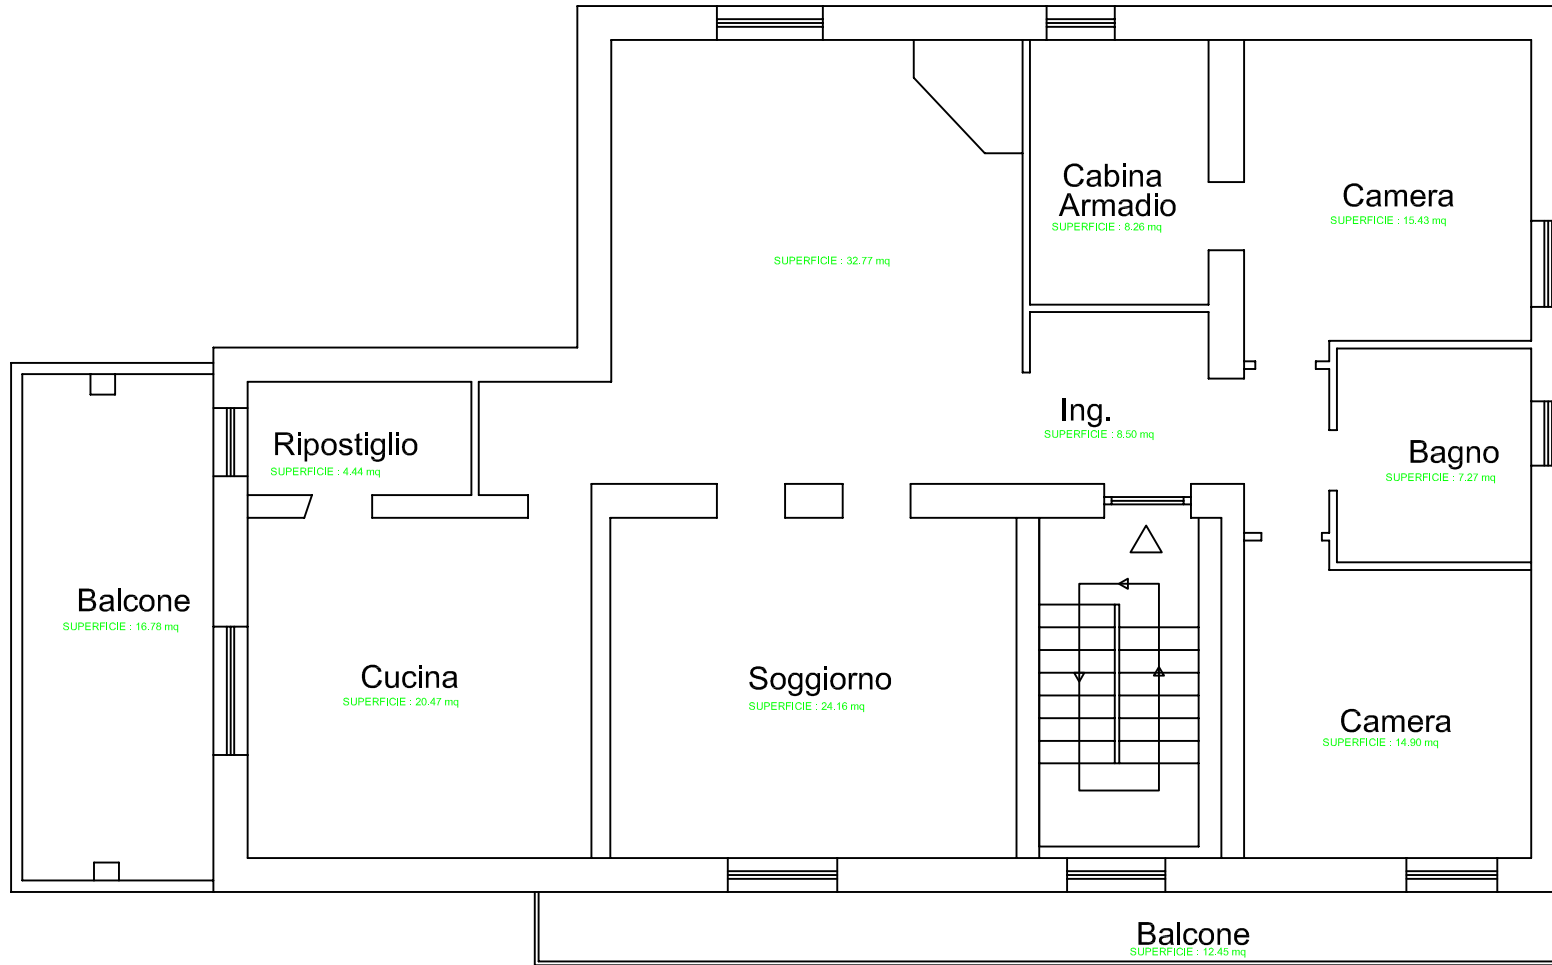 Cabina
Armadio
SUPERFICIE : 8.26 mq
Camera
SUPERFICIE : 15.43 mq
SUPERFICIE : 32.77 mq
Ing.
SUPERFICIE : 8.50 mq
Ripostiglio
SUPERFICIE : 4.44 mq
Bagno
SUPERFICIE : 7.27 mq
Balcone
SUPERFICIE : 16.78 mq
Cucina
SUPERFICIE : 20.47 mq
Soggiorno
SUPERFICIE : 24.16 mq
Camera
SUPERFICIE : 14.90 mq
Balcone
SUPERFICIE : 12.45 mq